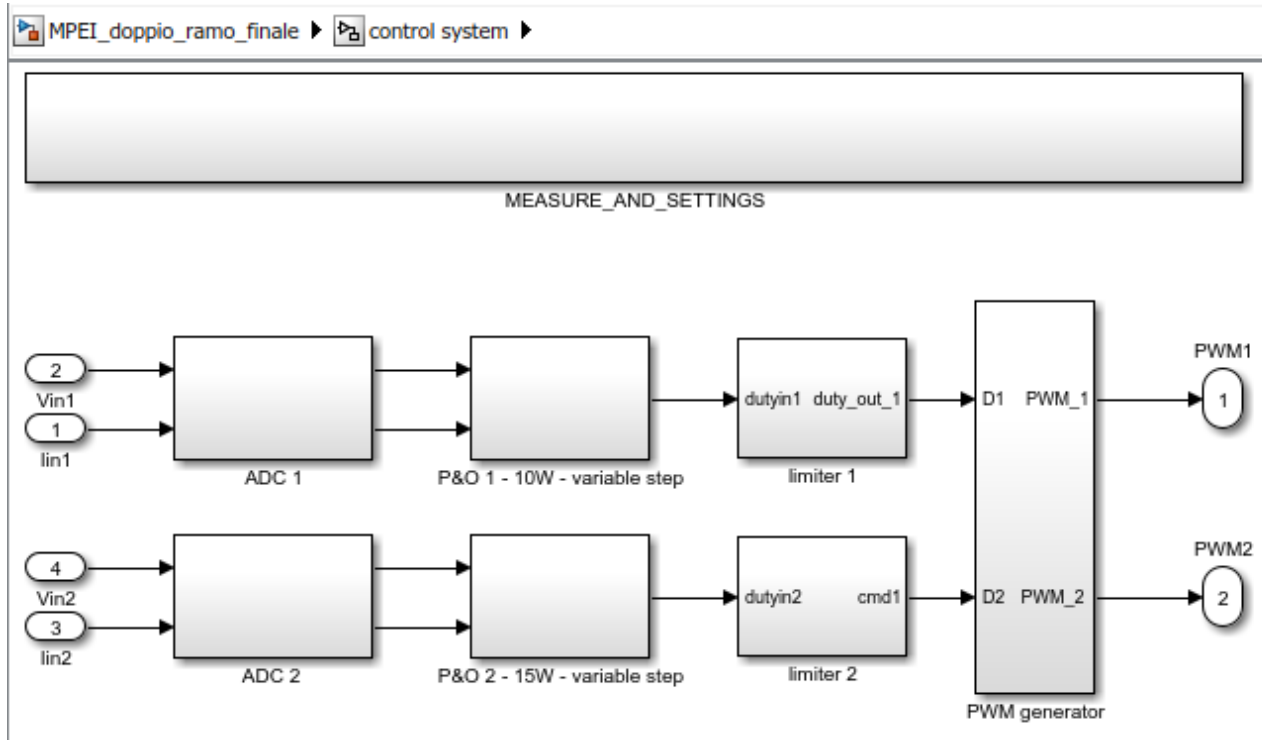 MPEI_doppio_ramo_finale control system
MEASURE_AND_SETTINGS
2
Vin1
1
Iin1
ADC 1
P&O 1 - 10W - variable step
dutyin1 duty_out_1
limiter 1
D1 PWM_1
PWM1
1
4
Vin2
3
Iin2
ADC 2
P&O 2 - 15W - variable step
dutyin2 cmd1
limiter 2
D2 PWM_2
PWM generator
PWM2
2